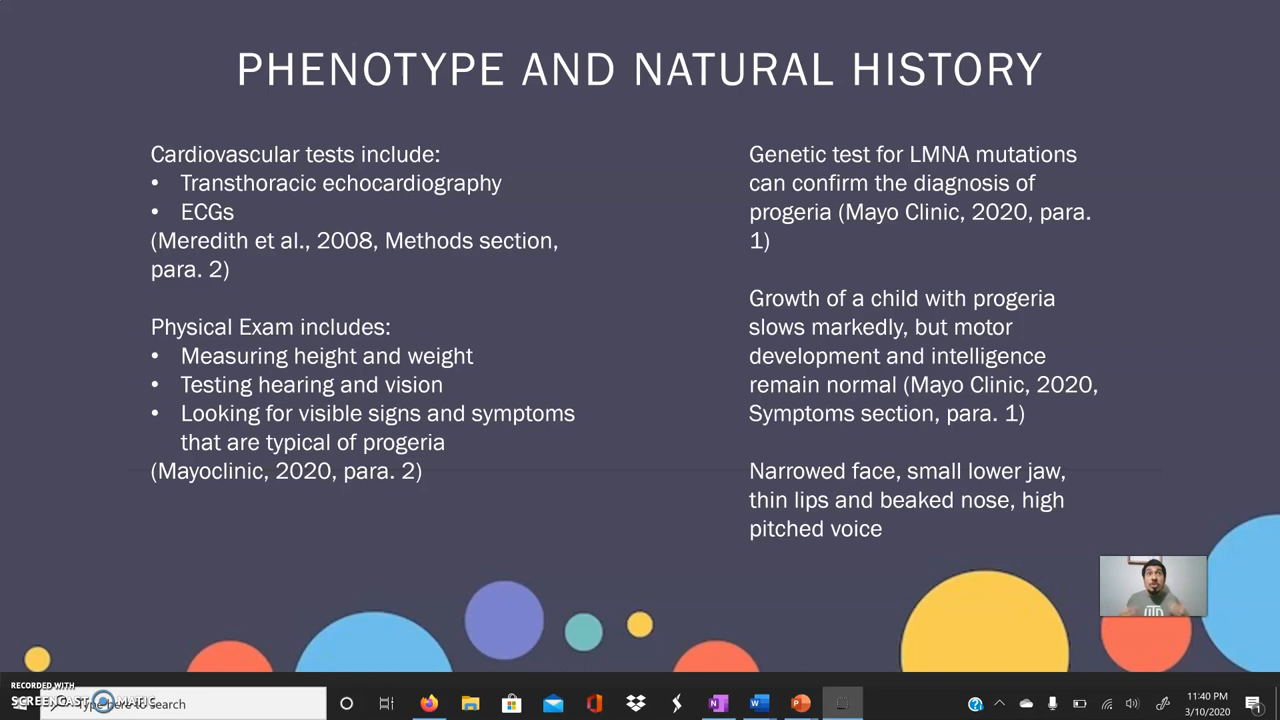 PHENOTYPE AND NATURAL HISTORY
Cardiovascular tests include:
• Transthoracic echocardiography
• ECGs
(Meredith et al., 2008, Methods section,
para. 2)
Physical Exam includes:
• Measuring height and weight
• Testing hearing and vision
• Looking for visible signs and symptoms
that are typical of progeria
(Mayoclinic, 2020, para. 2)
Genetic test for LMNA mutations
can confirm the diagnosis of
progeria (Mayo Clinic, 2020, para.
1)
Growth of a child with progeria
slows markedly, but motor
development and intelligence
remain normal (Mayo Clinic, 2020,
Symptoms section, para. 1)
Narrowed face, small lower jaw,
thin lips and beaked nose, high
pitched voice
RECORDED WITH
SCREENCAST MATIC
Type here to search
11:40 PM
3/10/2020